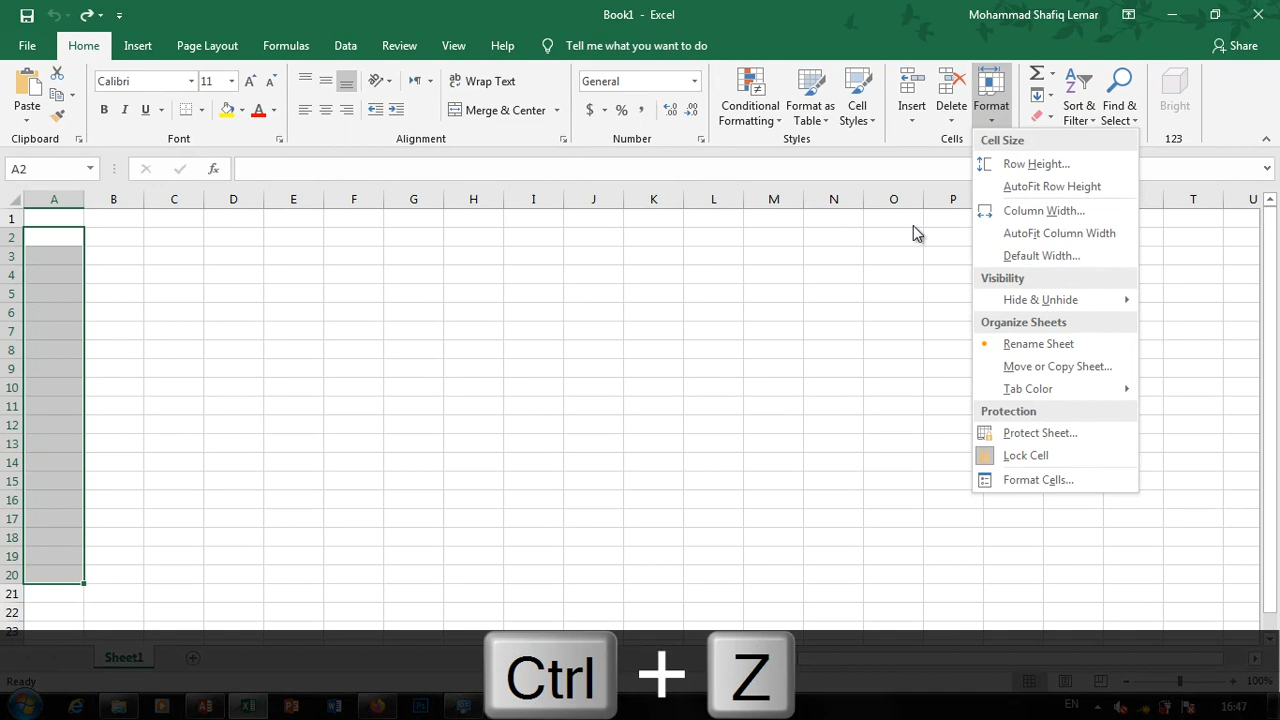 Book1 - Excel
Mohammad Shafiq Lemar
File Home Insert Page Layout Formulas Data Review View Help Tell me what you want to do Share
Paste
Clipboard
Calibri 11
B I U A
Font
Wrap Text
Merge & Center
Alignment
General
$ % ,
Number
Conditional Formatting
Format as Table
Cell Styles
Styles
Insert Delete Format
Cells
Sort & Filter
Find & Select
Bright
123
A2 fx
A B C D E F G H I J K L M N O P T U
1
2
3
4
5
6
7
8
9
10
11
12
13
14
15
16
17
18
19
20
21
22
23
Cell Size
Row Height...
AutoFit Row Height
Column Width...
AutoFit Column Width
Default Width...
Visibility
Hide & Unhide
Organize Sheets
Rename Sheet
Move or Copy Sheet...
Tab Color
Protection
Protect Sheet...
Lock Cell
Format Cells...
Ctrl + Z
Sheet1
Ready
100%
EN 16:47